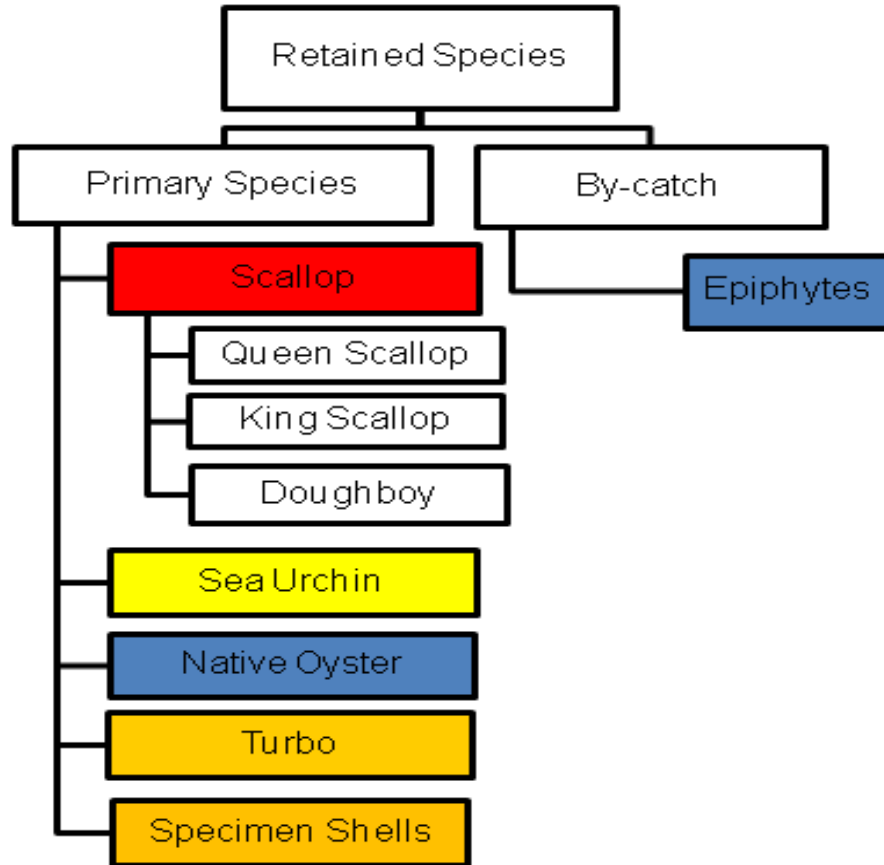 Retained Species
Primary Species
By-catch
Scallop
Epiphytes
Queen Scallop
King Scallop
Doughboy
Sea Urchin
Native Oyster
Turbo
Specimen Shells